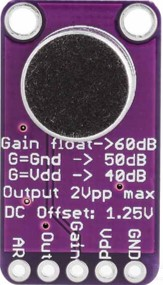 Gain float->60dB
G=Gnd -> 50dB
G=Vdd -> 40dB
Output 2Vpp max
DC Offset: 1.25V
AR
Out
Gain
Vdd
GND